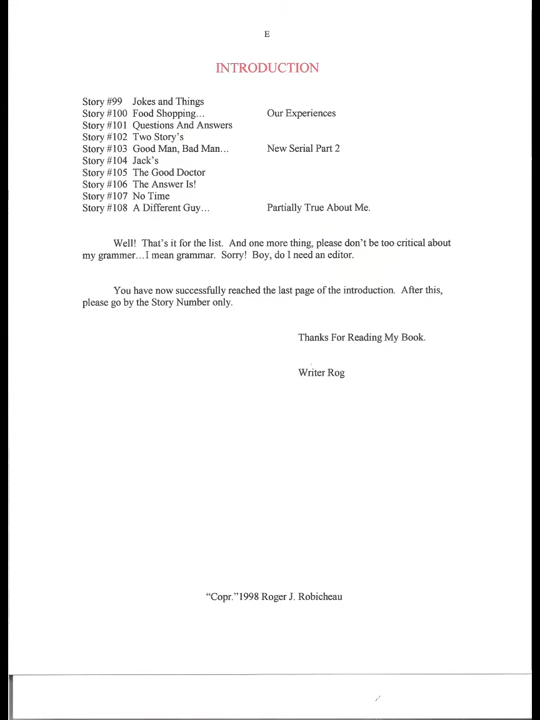 E
INTRODUCTION
Story #99 Jokes and Things
Story #100 Food Shopping... Our Experiences
Story #101 Questions And Answers
Story #102 Two Story's
Story #103 Good Man, Bad Man... New Serial Part 2
Story #104 Jack's
Story #105 The Good Doctor
Story #106 The Answer Is!
Story #107 No Time
Story #108 A Different Guy... Partially True About Me.
Well! That's it for the list. And one more thing, please don't be too critical about
my grammer...I mean grammar. Sorry! Boy, do I need an editor.
You have now successfully reached the last page of the introduction. After this,
please go by the Story Number only.
Thanks For Reading My Book.
Writer Rog
"Copr."1998 Roger J. Robicheau